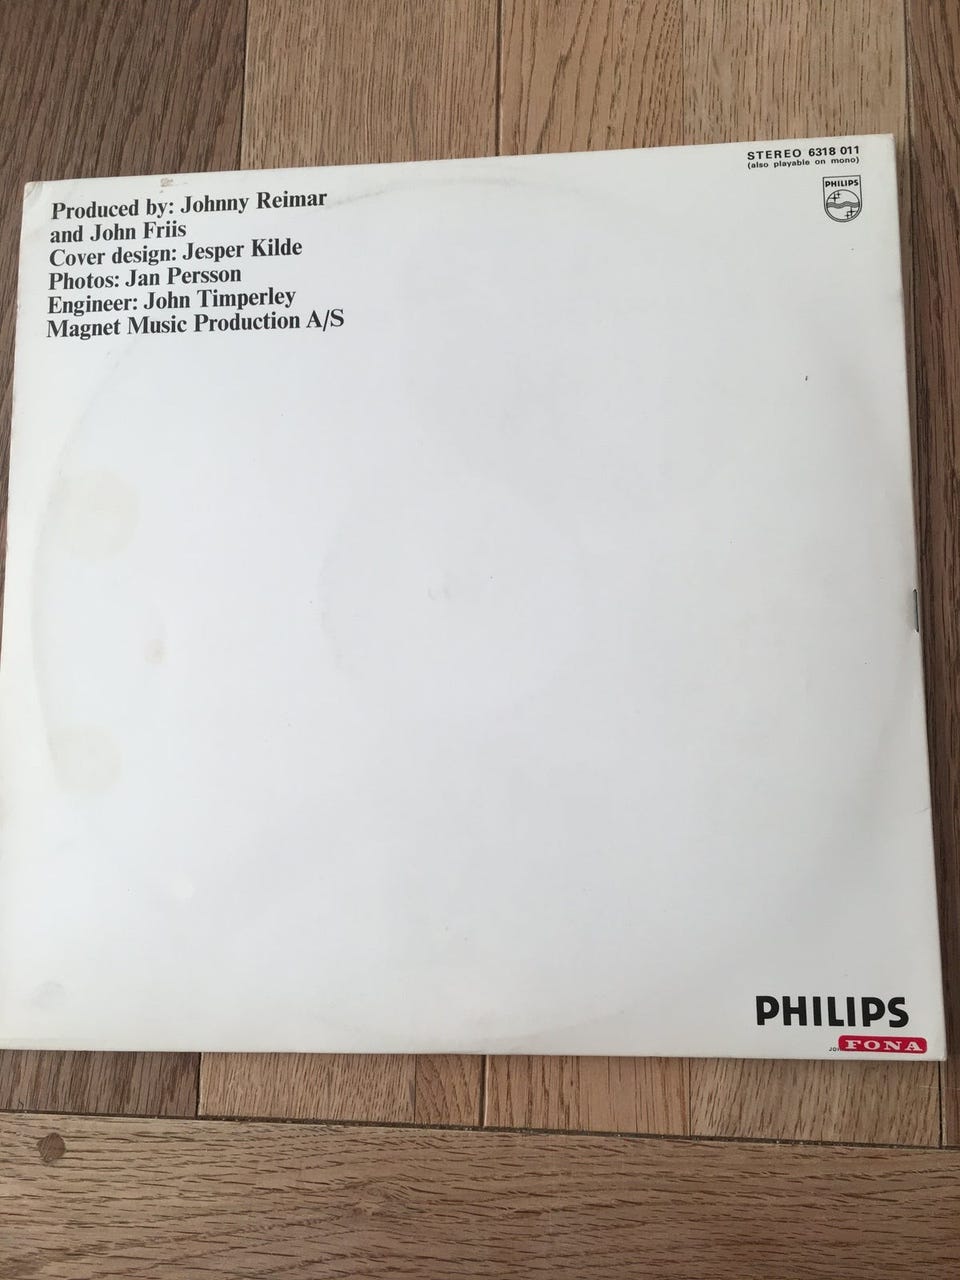 STEREO 6318 011
(also playable on mono)
PHILIPS
Produced by: Johnny Reimar
and John Friis
Cover design: Jesper Kilde
Photos: Jan Persson
Engineer: John Timperley
Magnet Music Production A/S
PHILIPS
FONA